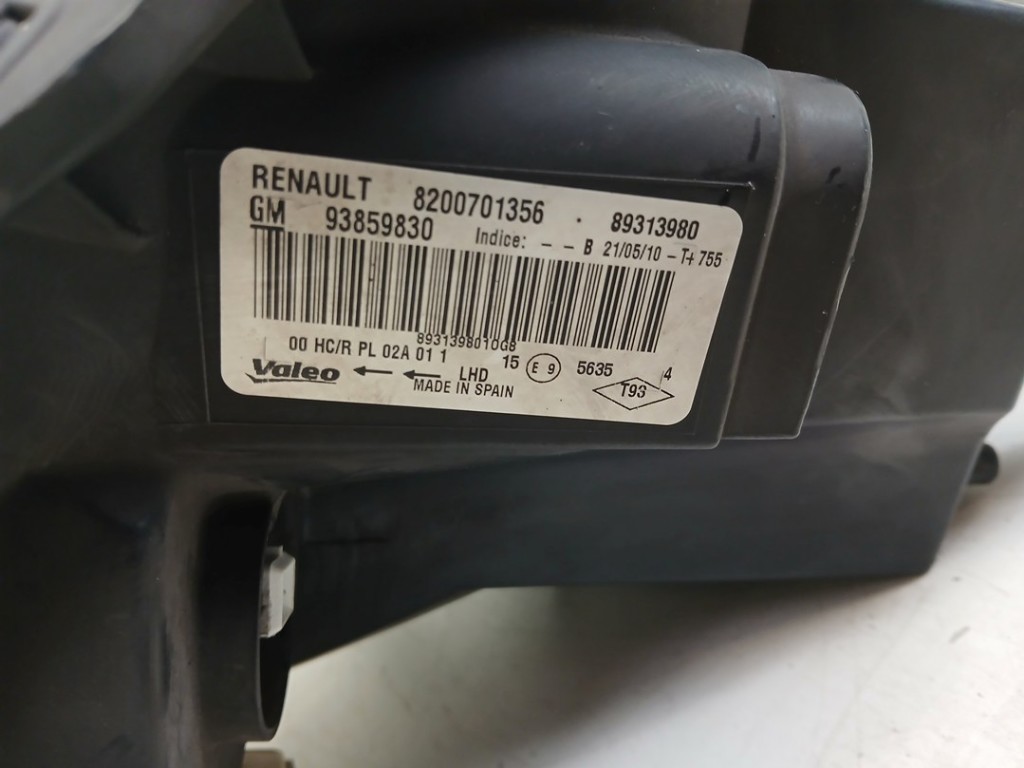 RENAULT 8200701356 . 89313980
GM 93859830 Indice: - - B 21/05/10 - T+ 755
8931398010G8
00 HC/R PL 02A 01 1 15 E 9 5635 4
Valeo ← ← LHD T93
MADE IN SPAIN